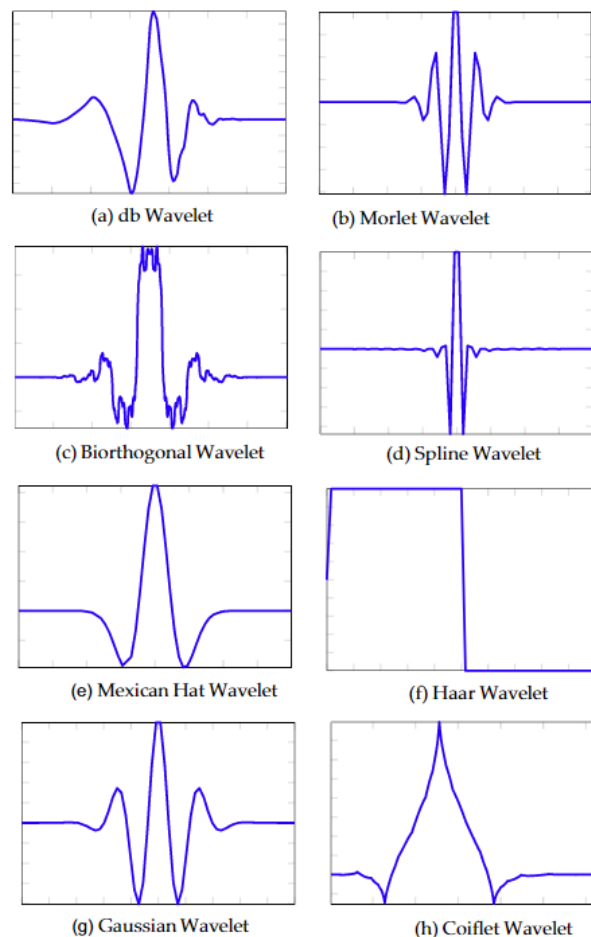 (a) db Wavelet
(b) Morlet Wavelet
(c) Biorthogonal Wavelet
(d) Spline Wavelet
(e) Mexican Hat Wavelet
(f) Haar Wavelet
(g) Gaussian Wavelet
(h) Coiflet Wavelet